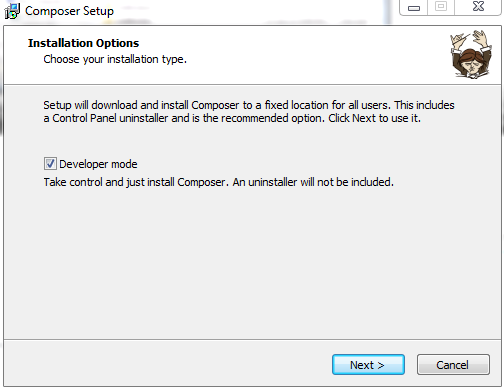 Composer Setup
Installation Options
Choose your installation type.
Setup will download and install Composer to a fixed location for all users. This includes
a Control Panel uninstaller and is the recommended option. Click Next to use it.
Developer mode
Take control and just install Composer. An uninstaller will not be included.
Next >
Cancel